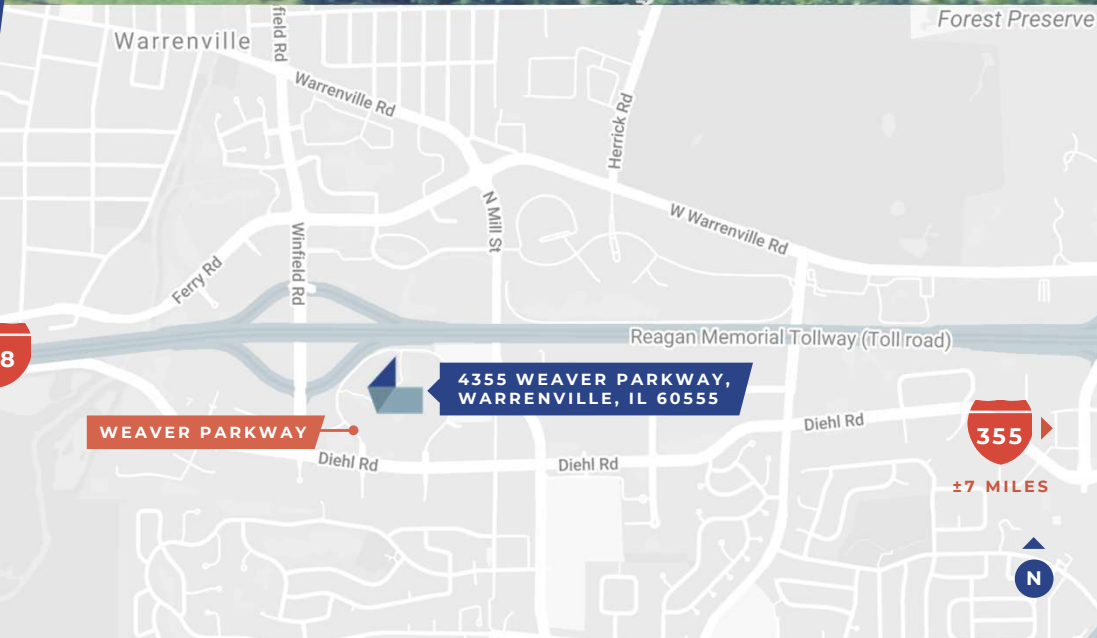 Forest Preserve
Warrenville
field Rd
Warrenville Rd
Herrick Rd
N Mill St
W Warrenville Rd
Winfield Rd
Ferry Rd
Reagan Memorial Tollway (Toll road)
8
4355 WEAVER PARKWAY,
WARRENVILLE, IL 60555
WEAVER PARKWAY
Diehl Rd
Diehl Rd
Diehl Rd
355
±7 MILES
N